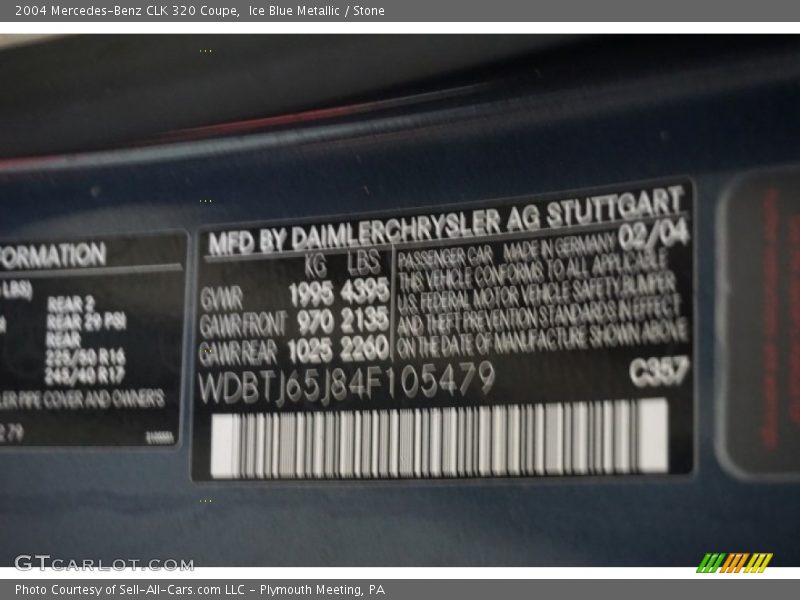 2004 Mercedes-Benz CLK 320 Coupe,  Ice Blue Metallic / Stone
FORMATION
LBS)
REAR 2
REAR 29 PSI
REAR
225/50 R16
245/40 R17
PIPE COVER AND OWNER'S
MFD BY DAIMLERCHRYSLER AG STUTTGART
KG LBS
GVWR 1995 4395
GAWR FRONT 970 2135
GAWR REAR 1025 2260
PASSENGER CAR MADE IN GERMANY 02/04
THIS VEHICLE CONFORMS TO ALL APPLICABLE
U.S. FEDERAL MOTOR VEHICLE SAFETY, BUMPER
AND THEFT PREVENTION STANDARDS IN EFFECT
ON THE DATE OF MANUFACTURE SHOWN ABOVE
WDBTJ65J84F105479
C357
GTCARLOT.COM
Photo Courtesy of Sell-All-Cars.com LLC - Plymouth Meeting, PA